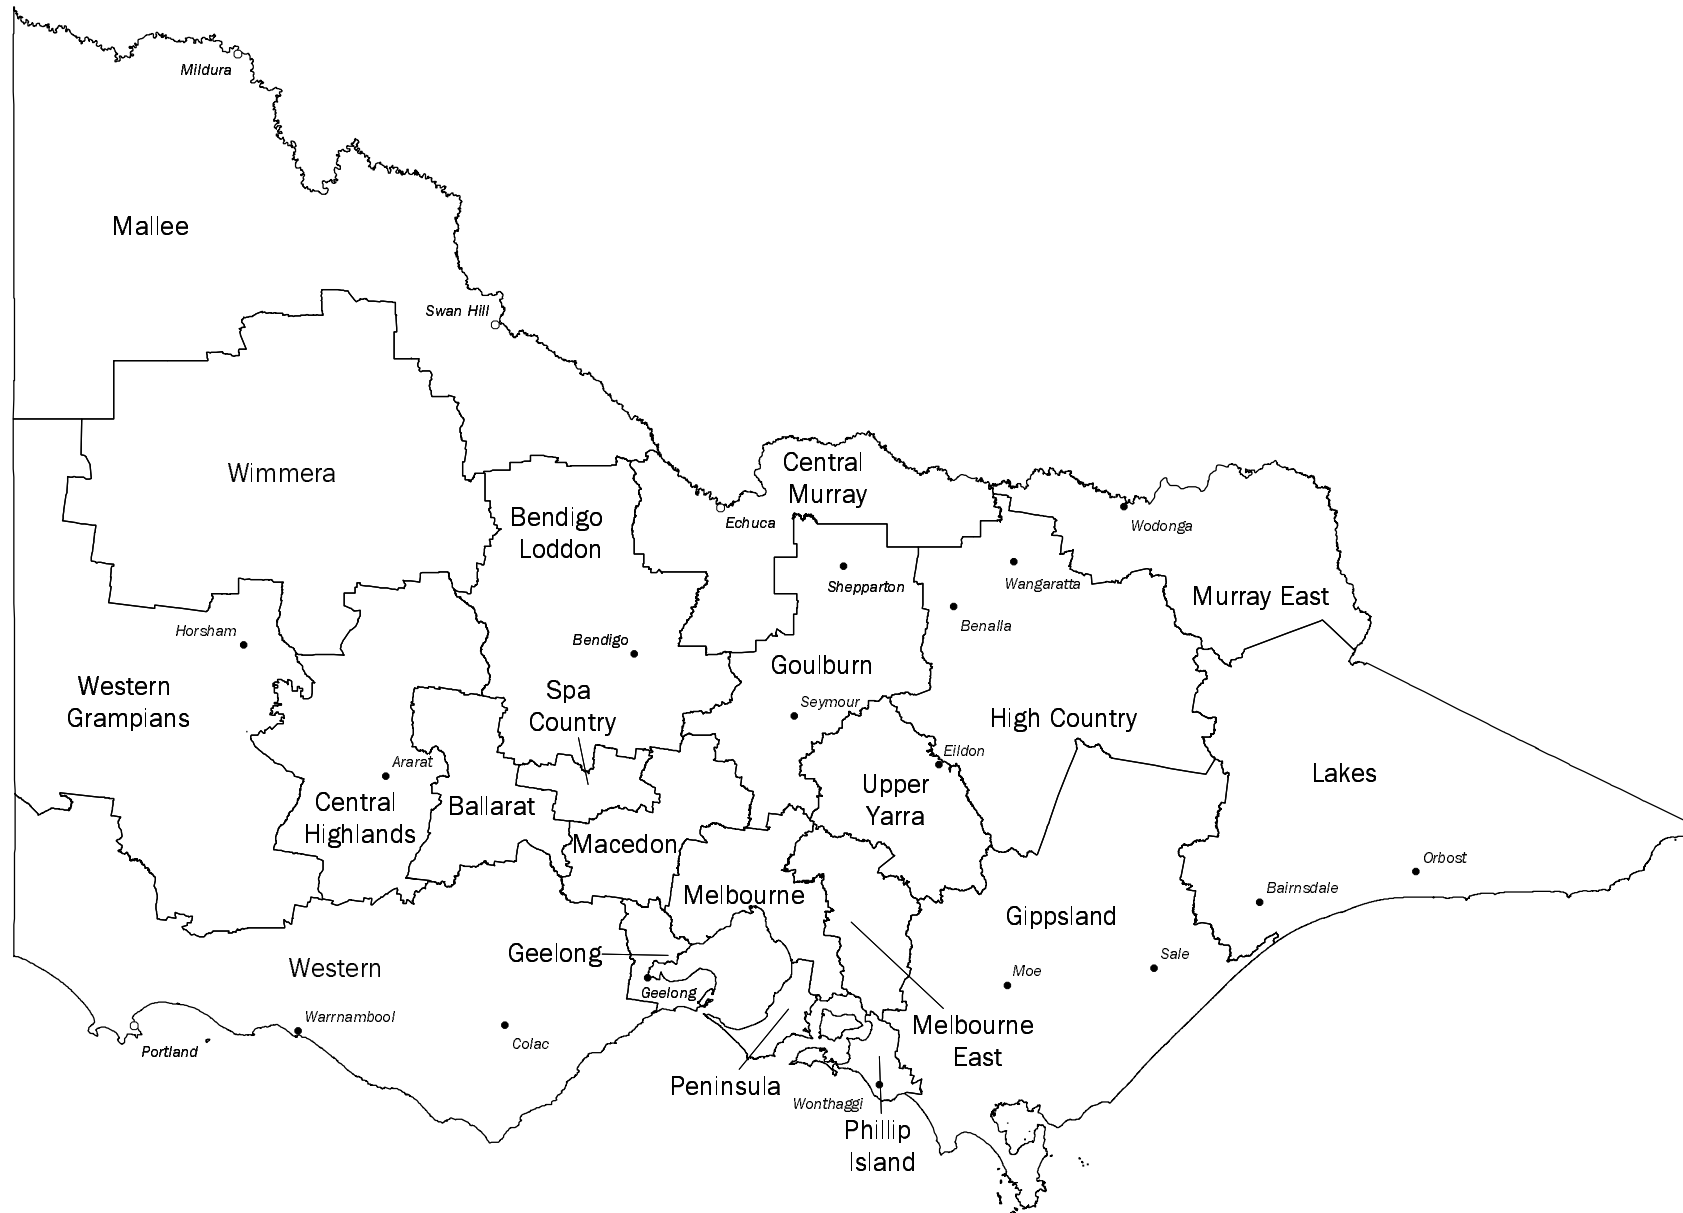 Mildura
Mallee
Swan Hill
Wimmera
Central
Murray
Bendigo
Loddon
Echuca
Wodonga
Shepparton
Wangaratta
Murray East
Benalla
Horsham
Bendigo
Goulburn
Western
Grampians
Spa
Country
Seymour
High Country
Eildon
Ararat
Lakes
Upper
Yarra
Central
Highlands
Ballarat
Macedon
Orbost
Melbourne
Bairnsdale
Gippsland
Geelong
Western
Sale
Moe
Geelong
Warrnambool
Colac
Portland
Melbourne
East
Peninsula
Wonthaggi
Phillip
Island